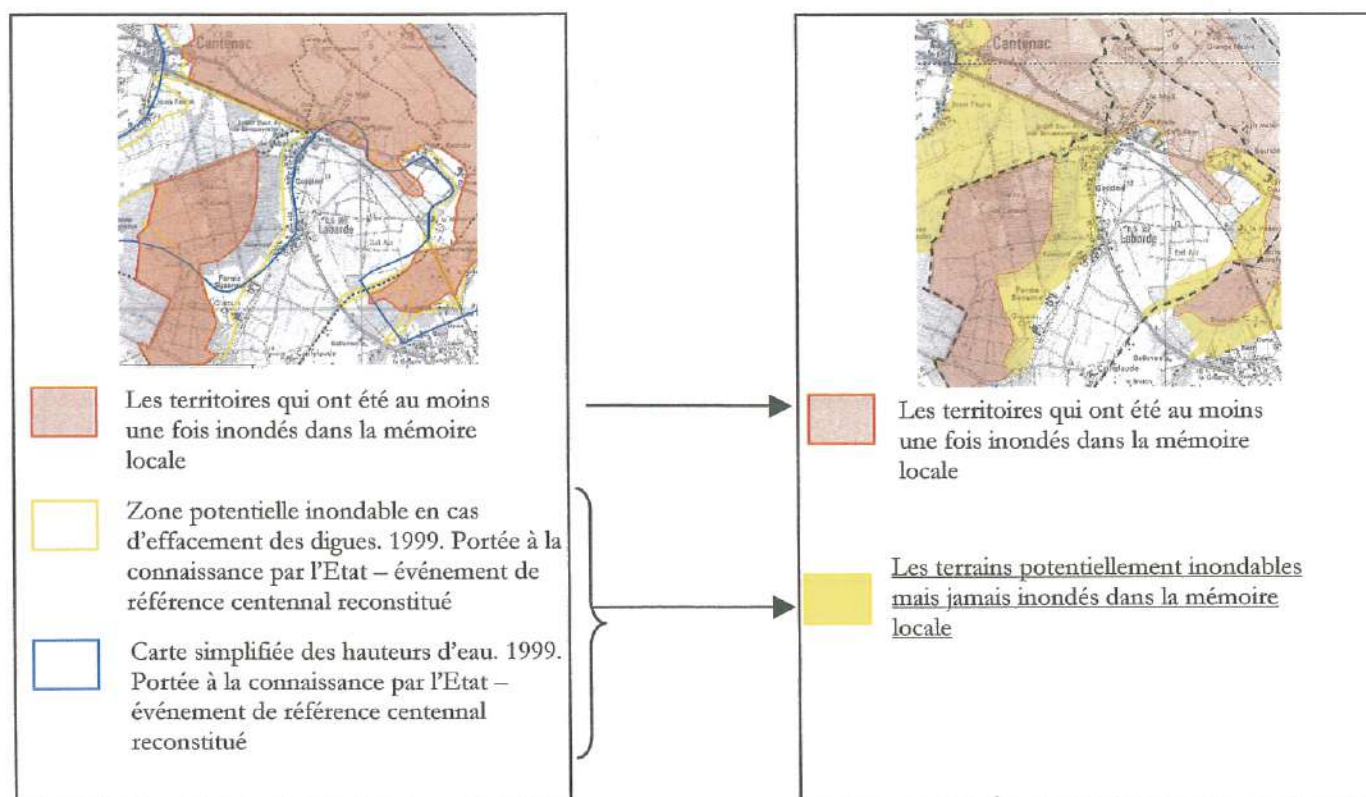 Cantenac
Labarde
Les territoires qui ont été au moins
une fois inondés dans la mémoire
locale
Zone potentielle inondable en cas
d'effacement des digues. 1999. Portée à la
connaissance par l'Etat – événement de
référence centennal reconstitué
Carte simplifiée des hauteurs d'eau. 1999.
Portée à la connaissance par l'Etat –
événement de référence centennal
reconstitué
Cantenac
Labarde
Les territoires qui ont été au moins
une fois inondés dans la mémoire
locale
Les terrains potentiellement inondables
mais jamais inondés dans la mémoire
locale